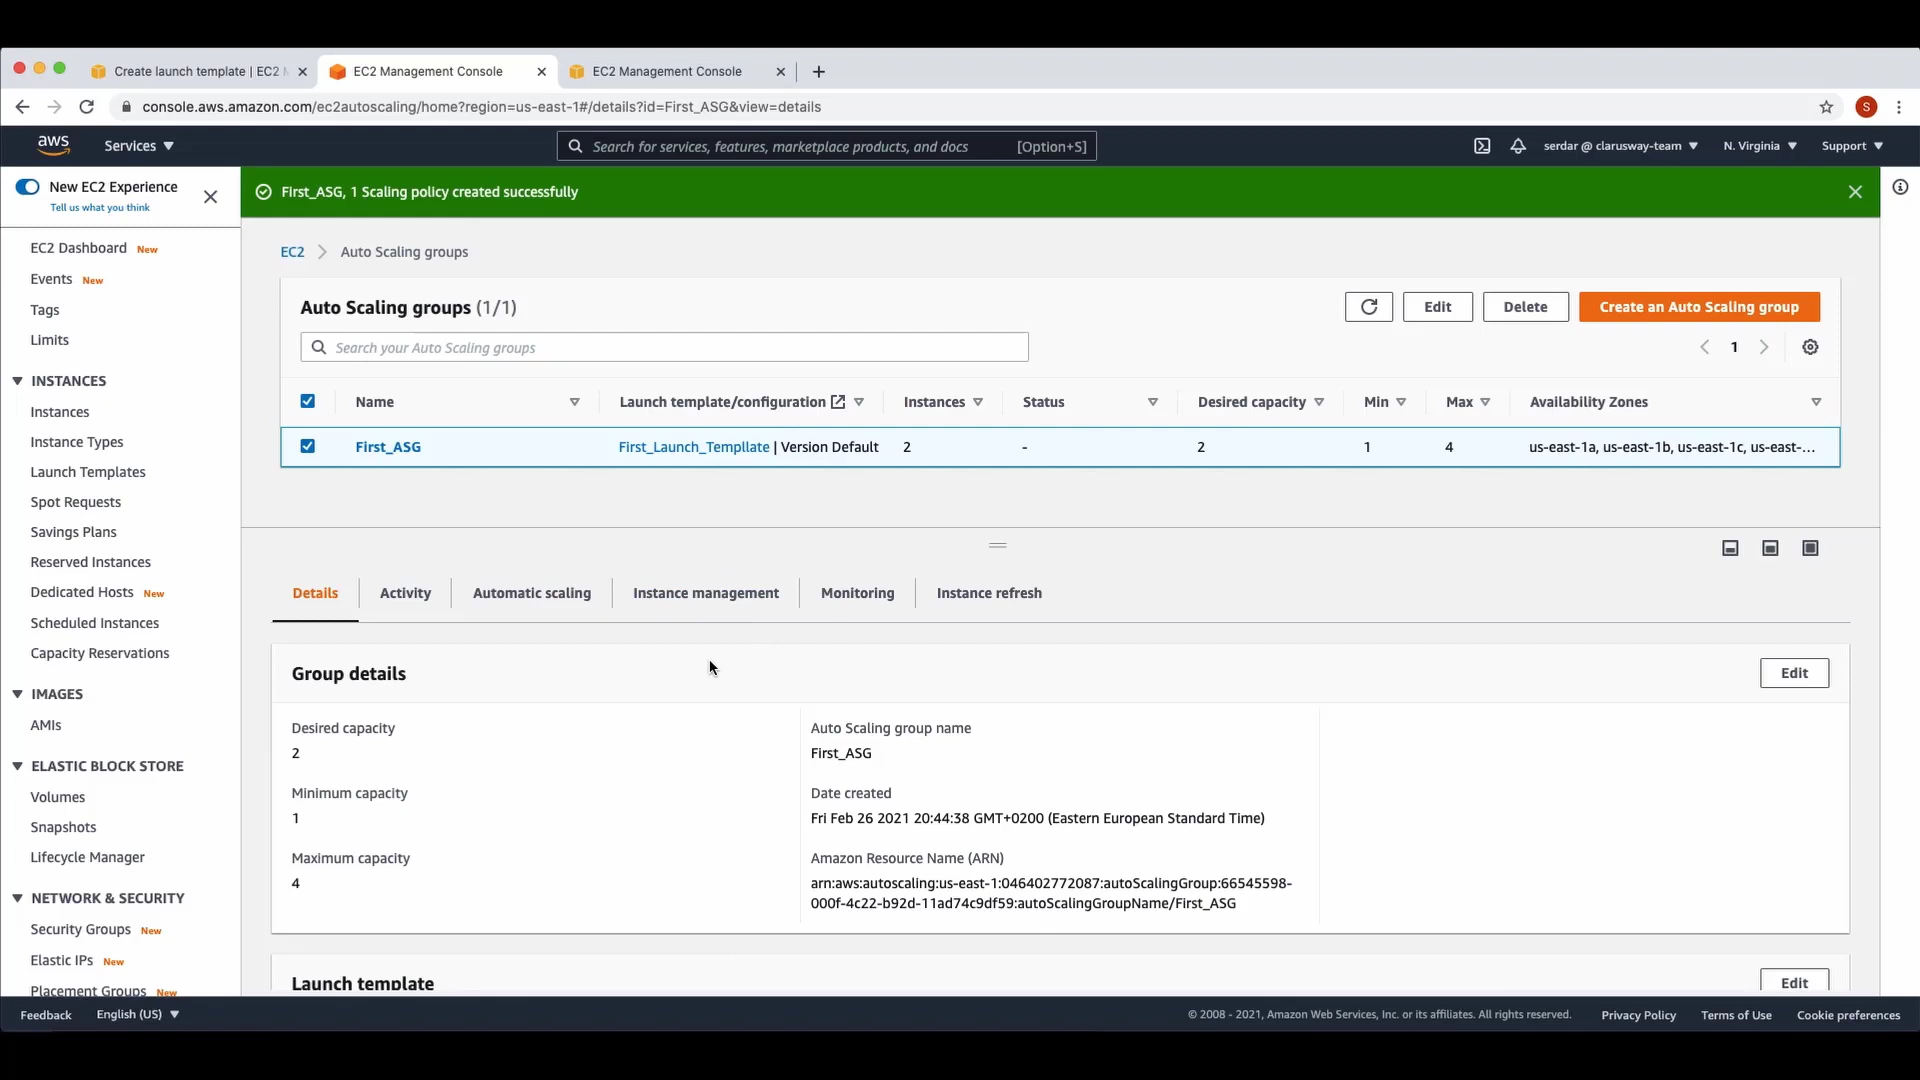 Create launch template | EC2 M
EC2 Management Console
EC2 Management Console
console.aws.amazon.com/ec2autoscaling/home?region=us-east-1#/details?id=First_ASG&view=details
S
aws
Services
Search for services, features, marketplace products, and docs [Option+S]
serdar @ clarusway-team
N. Virginia
Support
New EC2 Experience
Tell us what you think
First_ASG, 1 Scaling policy created successfully
EC2 Dashboard New
Events New
Tags
Limits
INSTANCES
Instances
Instance Types
Launch Templates
Spot Requests
Savings Plans
Reserved Instances
Dedicated Hosts New
Scheduled Instances
Capacity Reservations
IMAGES
AMIs
ELASTIC BLOCK STORE
Volumes
Snapshots
Lifecycle Manager
NETWORK & SECURITY
Security Groups New
Elastic IPs New
Placement Groups New
EC2 > Auto Scaling groups
Auto Scaling groups (1/1)
Edit
Delete
Create an Auto Scaling group
Search your Auto Scaling groups
1
Name Launch template/configuration Instances Status Desired capacity Min Max Availability Zones
First_ASG First_Launch_Templlate | Version Default 2 - 2 1 4 us-east-1a, us-east-1b, us-east-1c, us-east-...
Details Activity Automatic scaling Instance management Monitoring Instance refresh
Group details
Edit
Desired capacity
2
Minimum capacity
1
Maximum capacity
4
Auto Scaling group name
First_ASG
Date created
Fri Feb 26 2021 20:44:38 GMT+0200 (Eastern European Standard Time)
Amazon Resource Name (ARN)
arn:aws:autoscaling:us-east-1:046402772087:autoScalingGroup:66545598-
000f-4c22-b92d-11ad74c9df59:autoScalingGroupName/First_ASG
Launch template
Edit
Feedback
English (US)
© 2008 - 2021, Amazon Web Services, Inc. or its affiliates. All rights reserved.
Privacy Policy
Terms of Use
Cookie preferences